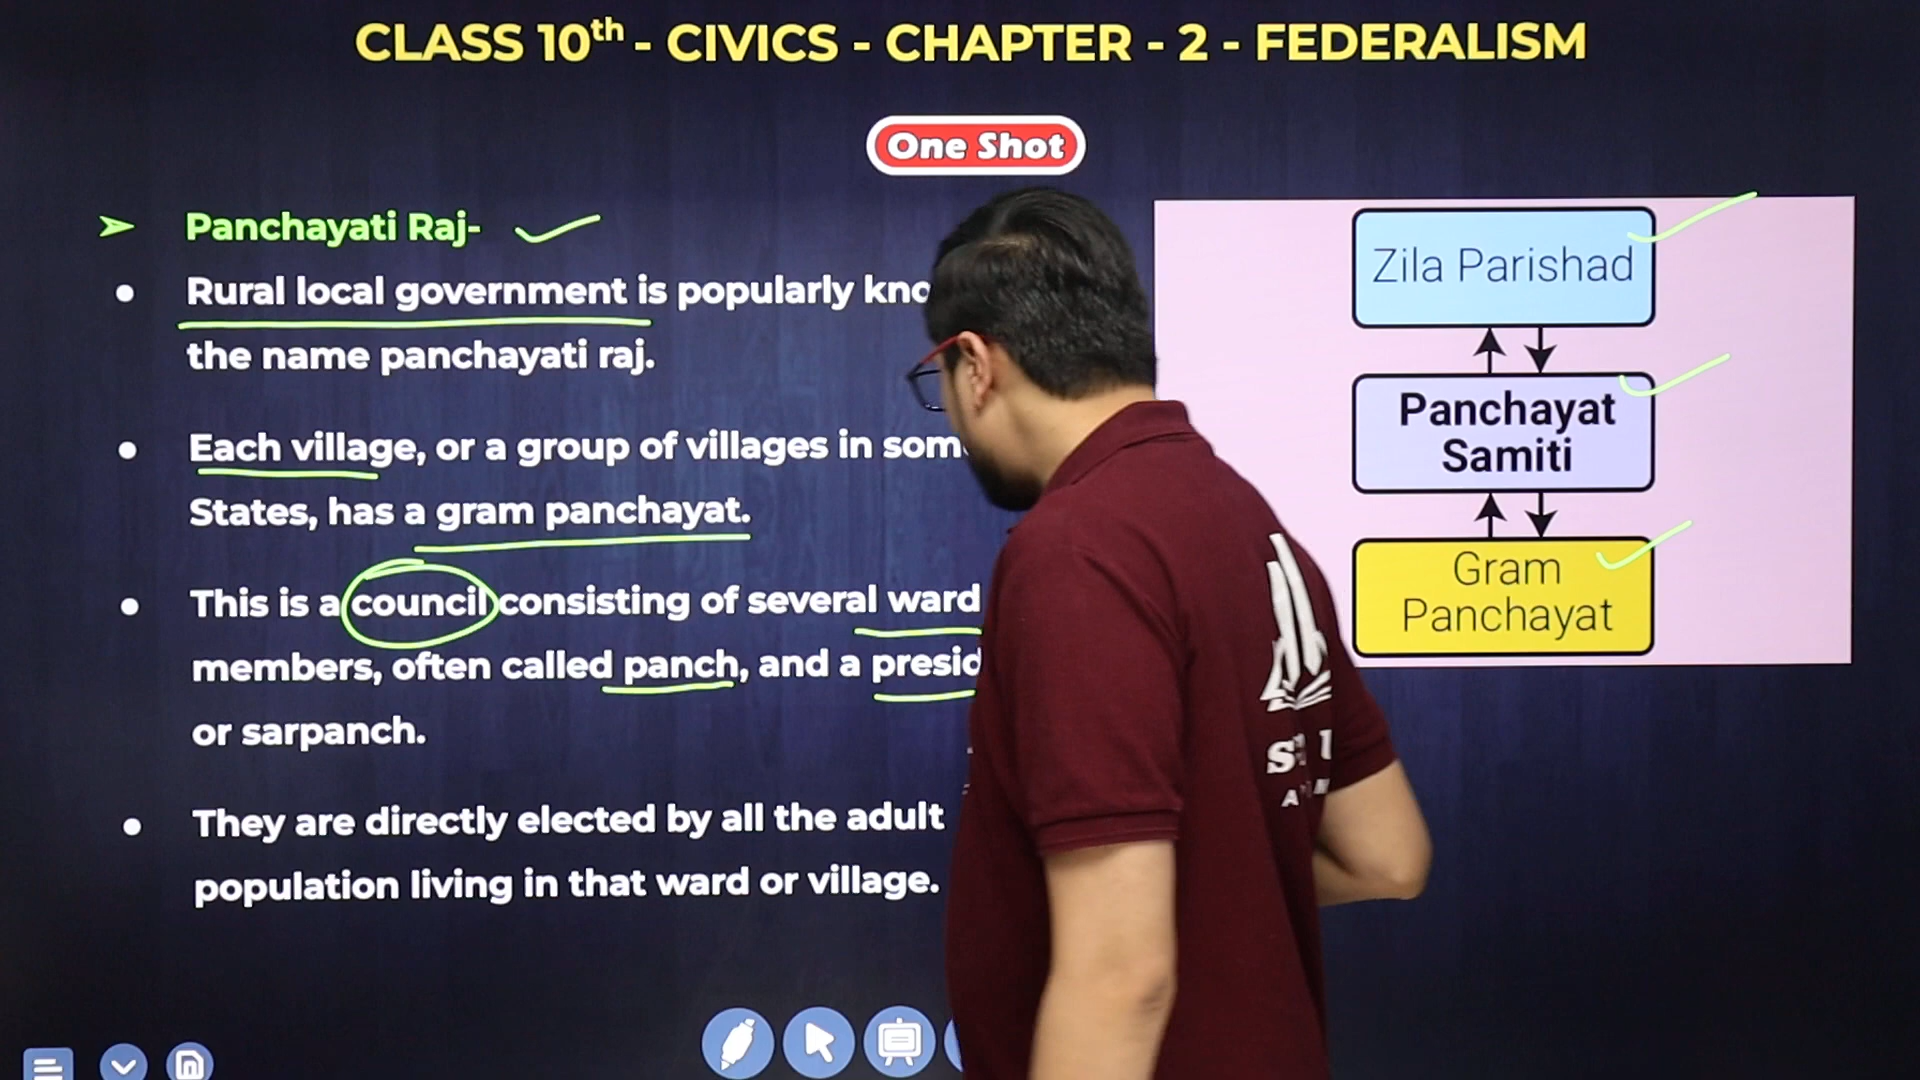 CLASS 10th - CIVICS - CHAPTER - 2 - FEDERALISM
One Shot
Panchayati Raj-
Rural local government is popularly
the name panchayati raj.
Each village, or a group of villages in
States, has a gram panchayat.
This is a council consisting of several ward
members, often called panch, and a
or sarpanch.
They are directly elected by all the adult
population living in that ward or village.
Zila Parishad
Panchayat
Samiti
Gram
Panchayat